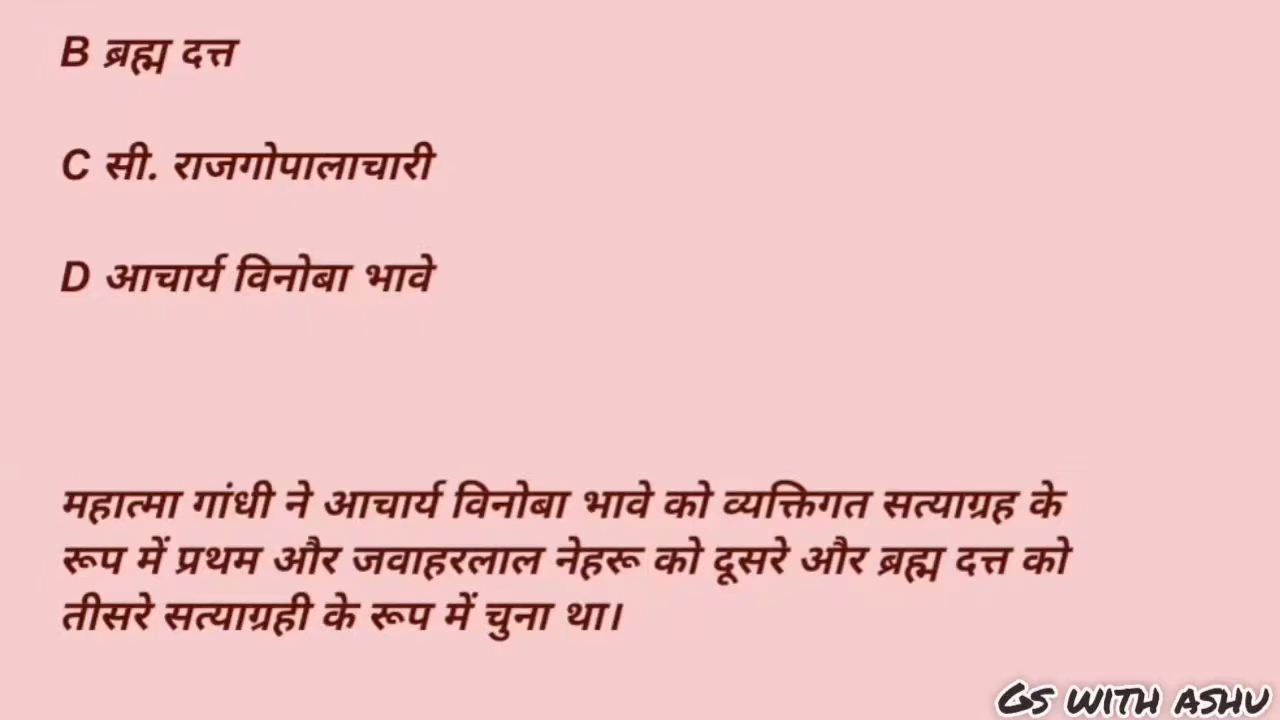 B ब्रह्म दत्त
C सी. राजगोपालाचारी
D आचार्य विनोबा भावे
महात्मा गांधी ने आचार्य विनोबा भावे को व्यक्तिगत सत्याग्रह के
रूप में प्रथम और जवाहरलाल नेहरू को दूसरे और ब्रह्म दत्त को
तीसरे सत्याग्रही के रूप में चुना था।
GS WITH ASHU